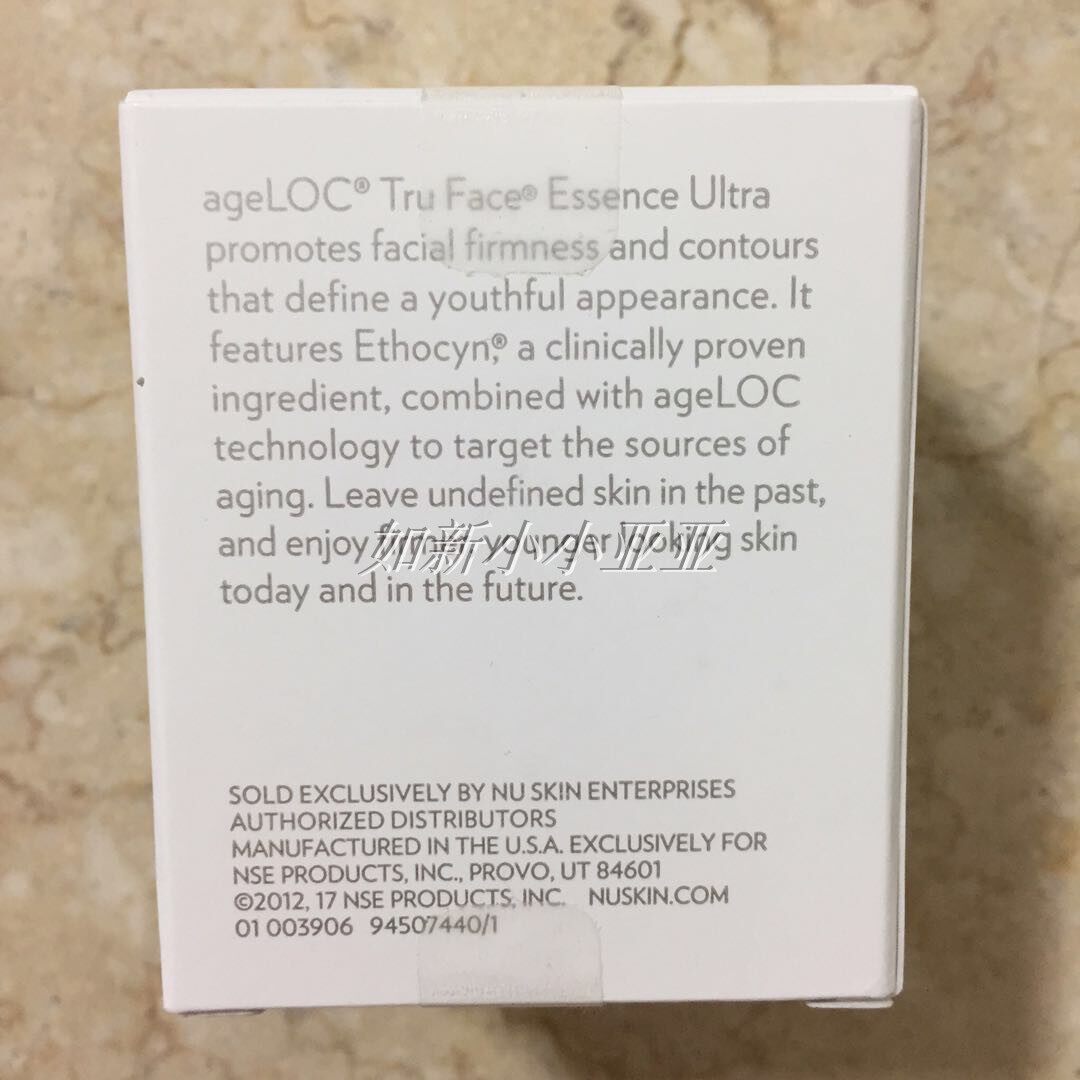 ageLOC® Tru Face® Essence Ultra
promotes facial firmness and contours
that define a youthful appearance. It
features Ethocyn,® a clinically proven
ingredient, combined with ageLOC
technology to target the sources of
aging. Leave undefined skin in the past,
and enjoy younger looking skin
如新小小亚亚
today and in the future.
SOLD EXCLUSIVELY BY NU SKIN ENTERPRISES
AUTHORIZED DISTRIBUTORS
MANUFACTURED IN THE U.S.A. EXCLUSIVELY FOR
NSE PRODUCTS, INC., PROVO, UT 84601
©2012, 17 NSE PRODUCTS, INC. NUSKIN.COM
01 003906 94507440/1